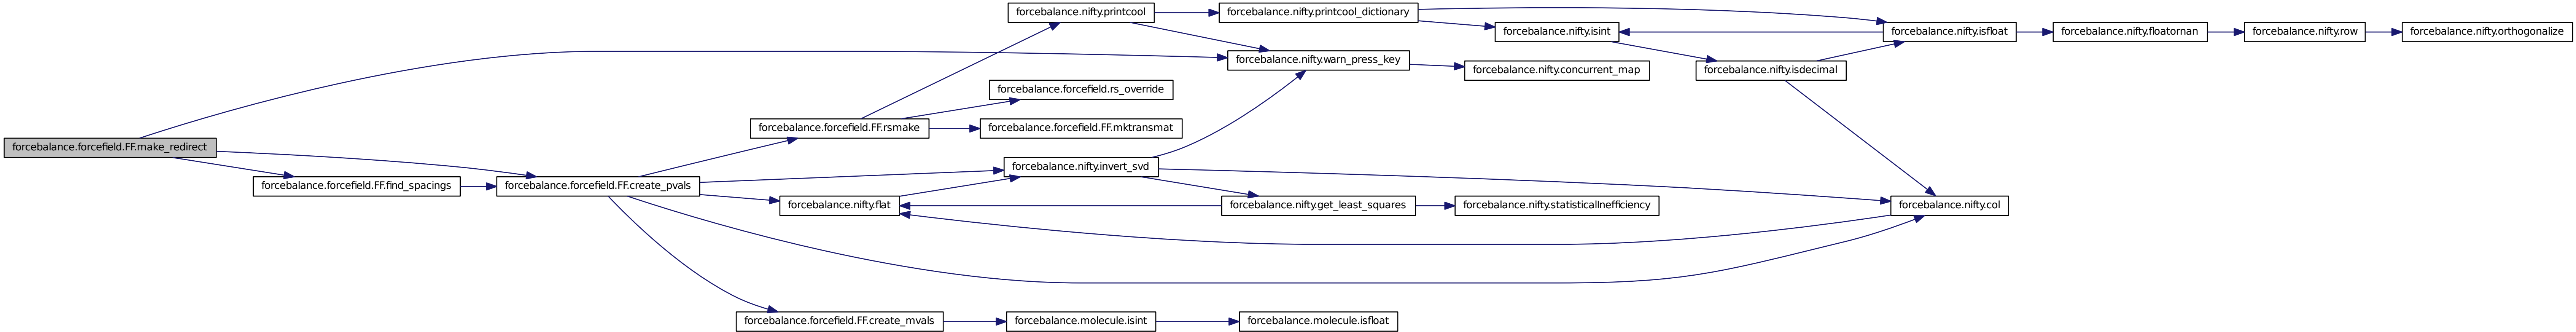 forcebalance.forcefield.FF.make_redirect
forcebalance.forcefield.FF.find_spacings
forcebalance.forcefield.FF.create_pvals
forcebalance.forcefield.FF.rsmake
forcebalance.nifty.flat
forcebalance.forcefield.FF.create_mvals
forcebalance.nifty.printcool
forcebalance.forcefield.rs_override
forcebalance.forcefield.FF.mktransmat
forcebalance.nifty.invert_svd
forcebalance.molecule.isint
forcebalance.nifty.printcool_dictionary
forcebalance.nifty.warn_press_key
forcebalance.nifty.get_least_squares
forcebalance.molecule.isfloat
forcebalance.nifty.isint
forcebalance.nifty.concurrent_map
forcebalance.nifty.statisticalInefficiency
forcebalance.nifty.isdecimal
forcebalance.nifty.isfloat
forcebalance.nifty.col
forcebalance.nifty.floatornan
forcebalance.nifty.row
forcebalance.nifty.orthogonalize